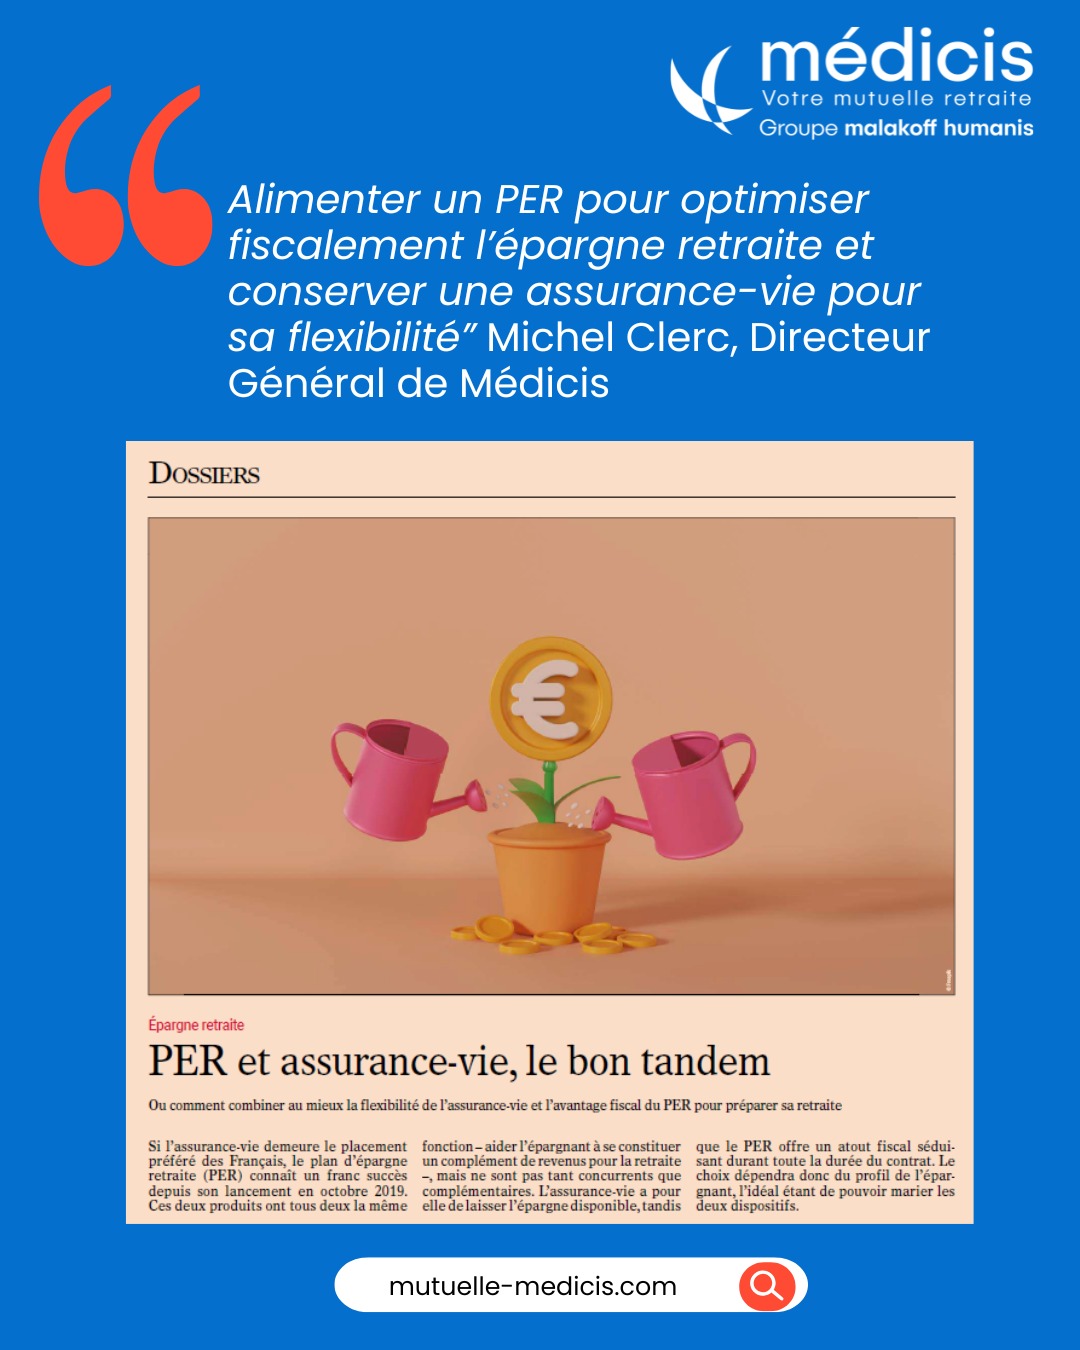 médicis
Votre mutuelle retraite
Groupe malakoff humanis
“
Alimenter un PER pour optimiser
fiscalement l’épargne retraite et
conserver une assurance-vie pour
sa flexibilité” Michel Clerc, Directeur
Général de Médicis
DOSSIERS
€
Épargne retraite
PER et assurance-vie, le bon tandem
Ou comment combiner au mieux la flexibilité de l’assurance-vie et l’avantage fiscal du PER pour préparer sa retraite
Si l’assurance-vie demeure le placement
préféré des Français, le plan d’épargne
retraite (PER) connaît un franc succès
depuis son lancement en octobre 2019.
Ces deux produits ont tous deux la même
fonction – aider l’épargnant à se constituer
un complément de revenus pour la retraite
–, mais ne sont pas tant concurrents que
complémentaires. L’assurance-vie a pour
elle de laisser l’épargne disponible, tandis
que le PER offre un atout fiscal sédui-
sant durant toute la durée du contrat. Le
choix dépendra donc du profil de l’épar-
gnant, l’idéal étant de pouvoir marier les
deux dispositifs.
mutuelle-medicis.com